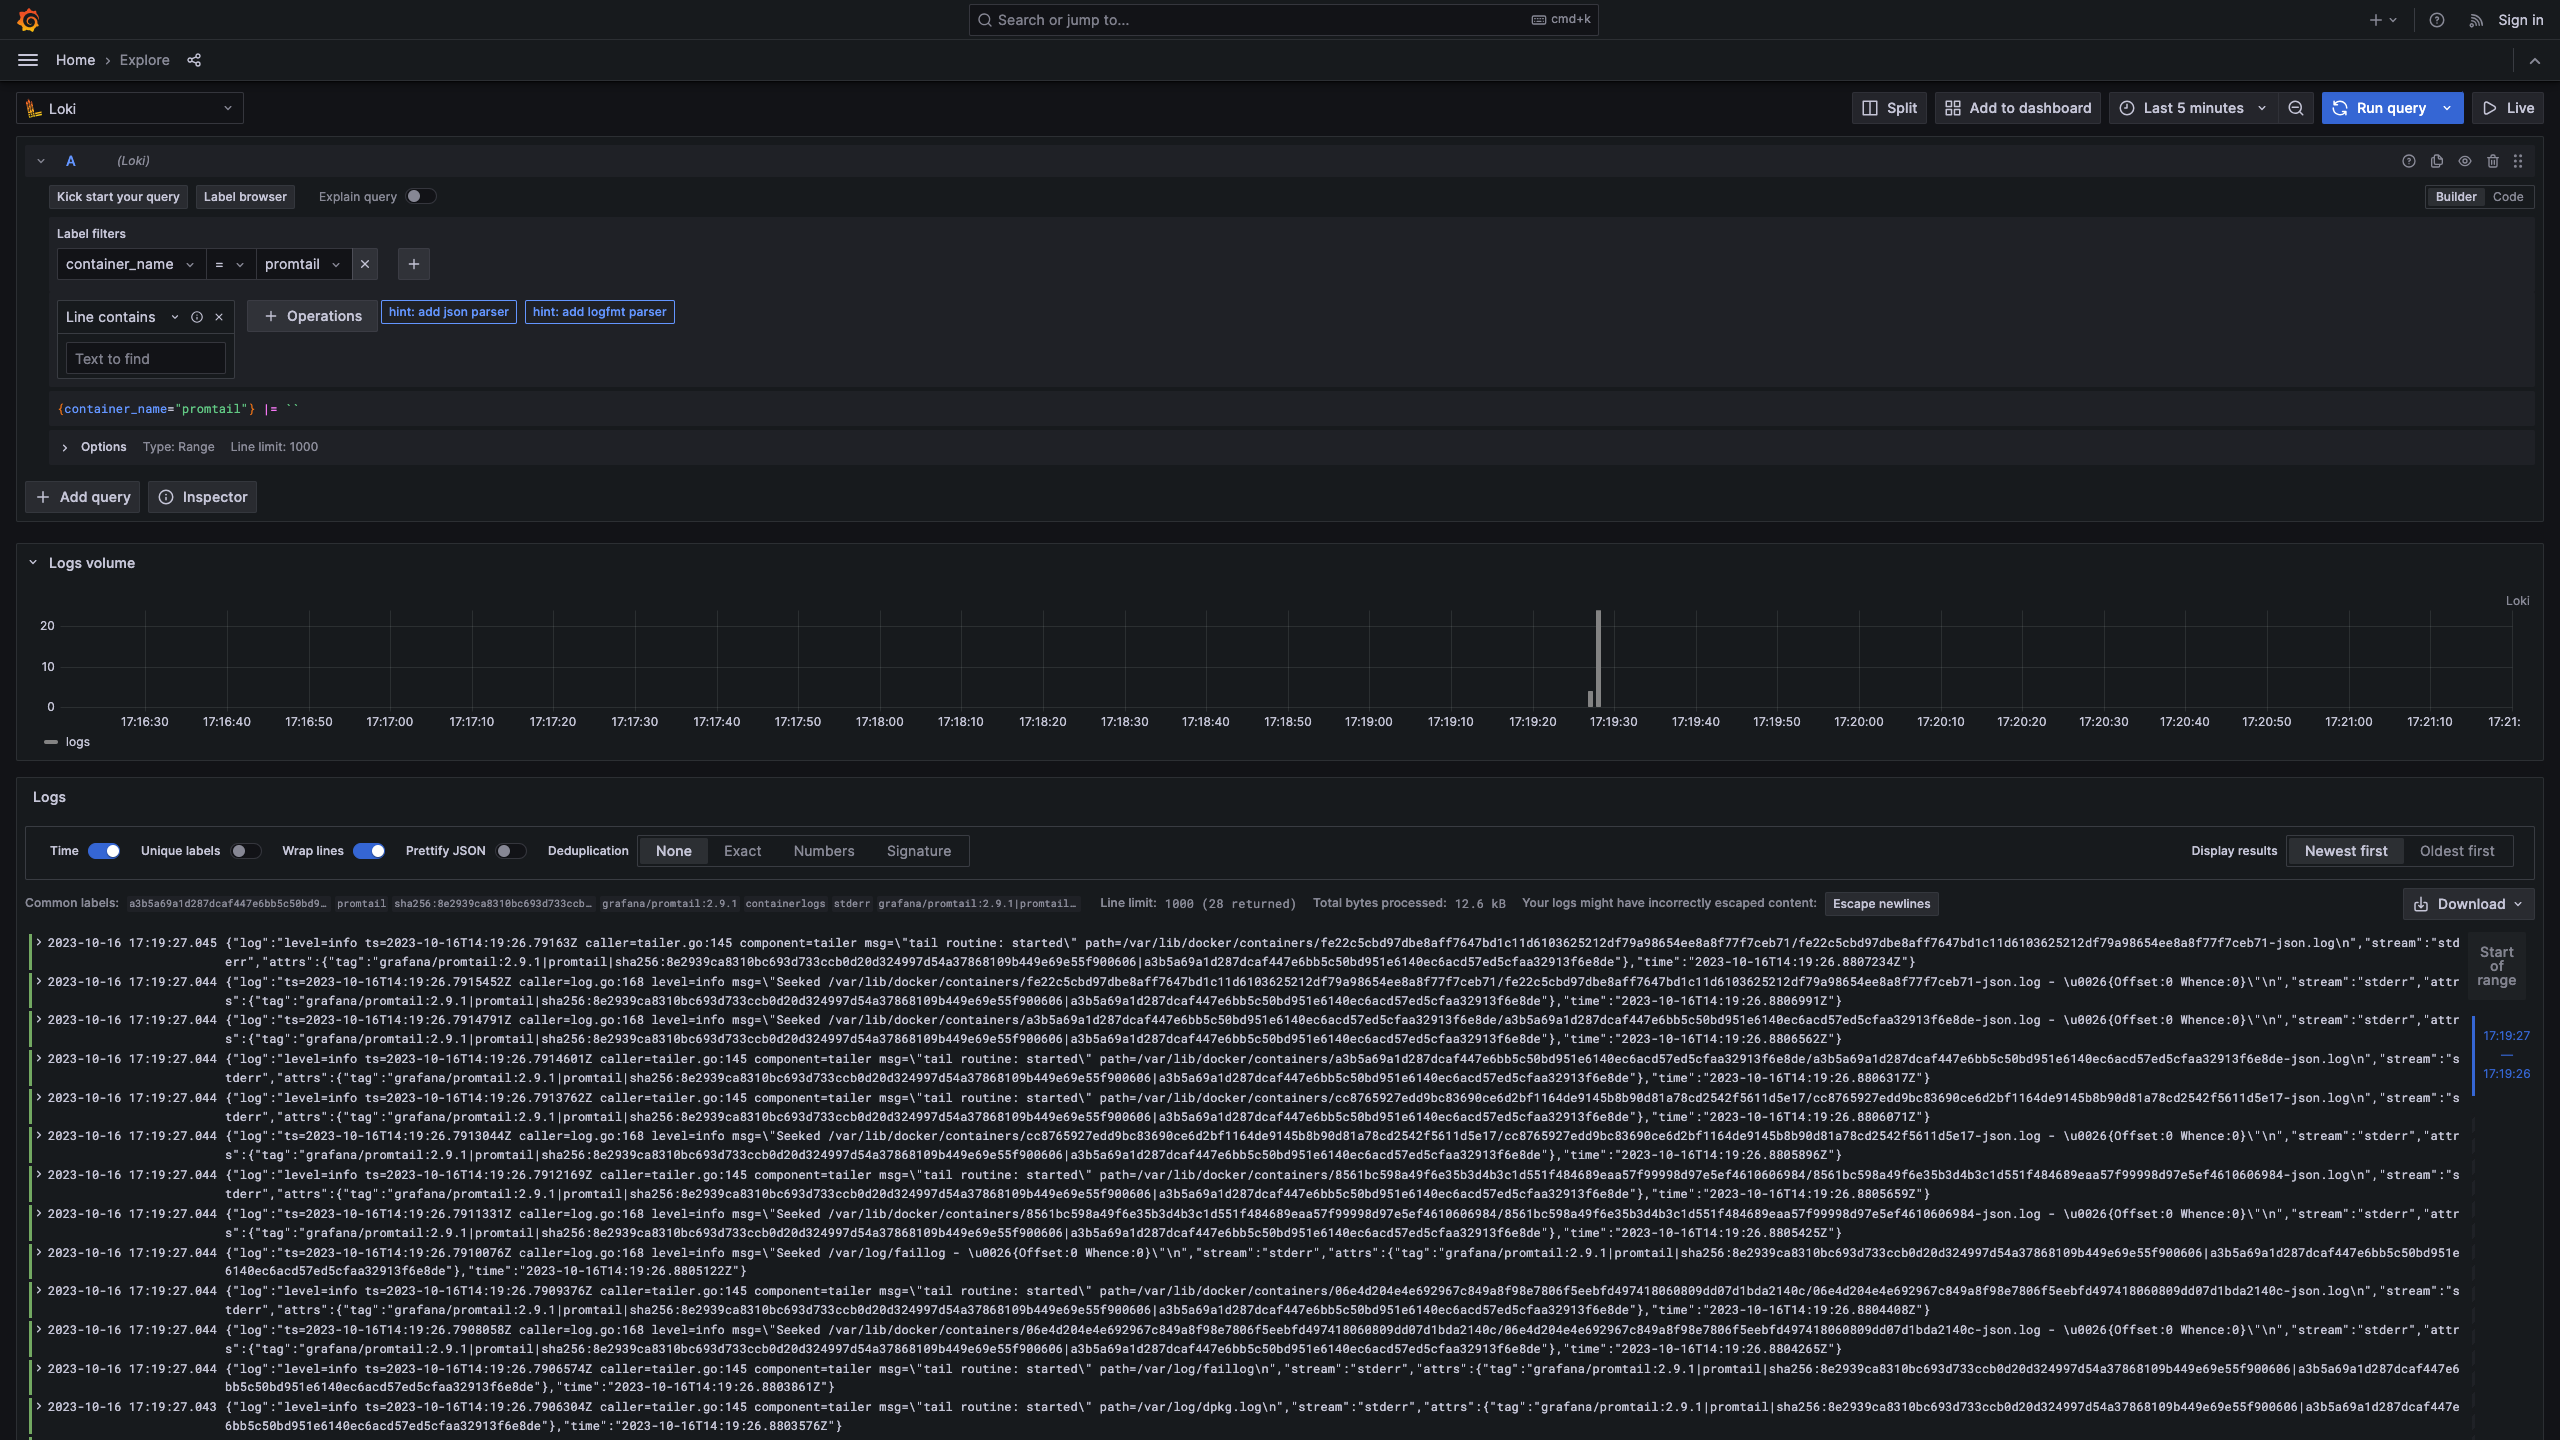 Search or jump to...
cmd+k
Sign in
Home › Explore
Loki
Split
Add to dashboard
Last 5 minutes
Run query
Live
A (Loki)
Kick start your query
Label browser
Explain query
Builder
Code
Label filters
container_name
=
promtail
Line contains
Operations
hint: add json parser
hint: add logfmt parser
Text to find
{container_name="promtail"} |= ``
Options Type: Range Line limit: 1000
Add query
Inspector
Logs volume
Loki
20
10
0
17:16:30 17:16:40 17:16:50 17:17:00 17:17:10 17:17:20 17:17:30 17:17:40 17:17:50 17:18:00 17:18:10 17:18:20 17:18:30 17:18:40 17:18:50 17:19:00 17:19:10 17:19:20 17:19:30 17:19:40 17:19:50 17:20:00 17:20:10 17:20:20 17:20:30 17:20:40 17:20:50 17:21:00 17:21:10 17:21:
logs
Logs
Time Unique labels Wrap lines Prettify JSON Deduplication None Exact Numbers Signature
Display results Newest first Oldest first
Common labels: a3b5a69a1d287dcaf447e6bb5c50bd9… promtail sha256:8e2939ca8310bc693d733ccb… grafana/promtail:2.9.1 containerlogs stderr grafana/promtail:2.9.1|promtail… Line limit: 1000 (28 returned) Total bytes processed: 12.6 kB Your logs might have incorrectly escaped content: Escape newlines
Download
2023-10-16 17:19:27.045 {"log":"level=info ts=2023-10-16T14:19:26.79163Z caller=tailer.go:145 component=tailer msg=\"tail routine: started\" path=/var/lib/docker/containers/fe22c5cbd97dbe8aff7647bd1c11d6103625212df79a98654ee8a8f77f7ceb71/fe22c5cbd97dbe8aff7647bd1c11d6103625212df79a98654ee8a8f77f7ceb71-json.log\n","stream":"std
err","attrs":{"tag":"grafana/promtail:2.9.1|promtail|sha256:8e2939ca8310bc693d733ccb0d20d324997d54a37868109b449e69e55f900606|a3b5a69a1d287dcaf447e6bb5c50bd951e6140ec6acd57ed5cfaa32913f6e8de"},"time":"2023-10-16T14:19:26.8807234Z"}
2023-10-16 17:19:27.044 {"log":"ts=2023-10-16T14:19:26.7915452Z caller=log.go:168 level=info msg=\"Seeked /var/lib/docker/containers/fe22c5cbd97dbe8aff7647bd1c11d6103625212df79a98654ee8a8f77f7ceb71/fe22c5cbd97dbe8aff7647bd1c11d6103625212df79a98654ee8a8f77f7ceb71-json.log - \u0026{Offset:0 Whence:0}\"\n","stream":"stderr","attr
s":{"tag":"grafana/promtail:2.9.1|promtail|sha256:8e2939ca8310bc693d733ccb0d20d324997d54a37868109b449e69e55f900606|a3b5a69a1d287dcaf447e6bb5c50bd951e6140ec6acd57ed5cfaa32913f6e8de"},"time":"2023-10-16T14:19:26.8806991Z"}
2023-10-16 17:19:27.044 {"log":"ts=2023-10-16T14:19:26.7914791Z caller=log.go:168 level=info msg=\"Seeked /var/lib/docker/containers/a3b5a69a1d287dcaf447e6bb5c50bd951e6140ec6acd57ed5cfaa32913f6e8de/a3b5a69a1d287dcaf447e6bb5c50bd951e6140ec6acd57ed5cfaa32913f6e8de-json.log - \u0026{Offset:0 Whence:0}\"\n","stream":"stderr","attr
s":{"tag":"grafana/promtail:2.9.1|promtail|sha256:8e2939ca8310bc693d733ccb0d20d324997d54a37868109b449e69e55f900606|a3b5a69a1d287dcaf447e6bb5c50bd951e6140ec6acd57ed5cfaa32913f6e8de"},"time":"2023-10-16T14:19:26.8806562Z"}
2023-10-16 17:19:27.044 {"log":"ts=2023-10-16T14:19:26.7914601Z caller=tailer.go:145 component=tailer level=info msg=\"tail routine: started\" path=/var/lib/docker/containers/a3b5a69a1d287dcaf447e6bb5c50bd951e6140ec6acd57ed5cfaa32913f6e8de/a3b5a69a1d287dcaf447e6bb5c50bd951e6140ec6acd57ed5cfaa32913f6e8de-json.log\n","stream":"s
tderr","attrs":{"tag":"grafana/promtail:2.9.1|promtail|sha256:8e2939ca8310bc693d733ccb0d20d324997d54a37868109b449e69e55f900606|a3b5a69a1d287dcaf447e6bb5c50bd951e6140ec6acd57ed5cfaa32913f6e8de"},"time":"2023-10-16T14:19:26.8806317Z"}
2023-10-16 17:19:27.044 {"log":"level=info ts=2023-10-16T14:19:26.7913762Z caller=tailer.go:145 component=tailer msg=\"tail routine: started\" path=/var/lib/docker/containers/cc8765927edd9bc83690ce6d2bf1164de9145b8b90d81a78cd2542f5611d5e17/cc8765927edd9bc83690ce6d2bf1164de9145b8b90d81a78cd2542f5611d5e17-json.log\n","stream":"s
tderr","attrs":{"tag":"grafana/promtail:2.9.1|promtail|sha256:8e2939ca8310bc693d733ccb0d20d324997d54a37868109b449e69e55f900606|a3b5a69a1d287dcaf447e6bb5c50bd951e6140ec6acd57ed5cfaa32913f6e8de"},"time":"2023-10-16T14:19:26.8806071Z"}
2023-10-16 17:19:27.044 {"log":"ts=2023-10-16T14:19:26.7913044Z caller=log.go:168 level=info msg=\"Seeked /var/lib/docker/containers/cc8765927edd9bc83690ce6d2bf1164de9145b8b90d81a78cd2542f5611d5e17/cc8765927edd9bc83690ce6d2bf1164de9145b8b90d81a78cd2542f5611d5e17-json.log - \u0026{Offset:0 Whence:0}\"\n","stream":"stderr","attr
s":{"tag":"grafana/promtail:2.9.1|promtail|sha256:8e2939ca8310bc693d733ccb0d20d324997d54a37868109b449e69e55f900606|a3b5a69a1d287dcaf447e6bb5c50bd951e6140ec6acd57ed5cfaa32913f6e8de"},"time":"2023-10-16T14:19:26.8805896Z"}
2023-10-16 17:19:27.044 {"log":"level=info ts=2023-10-16T14:19:26.7912169Z caller=tailer.go:145 component=tailer msg=\"tail routine: started\" path=/var/lib/docker/containers/8561bc598a49f6e35b3d4b3c1d551f484689eaa57f99998d97e5ef4610606984/8561bc598a49f6e35b3d4b3c1d551f484689eaa57f99998d97e5ef4610606984-json.log\n","stream":"s
tderr","attrs":{"tag":"grafana/promtail:2.9.1|promtail|sha256:8e2939ca8310bc693d733ccb0d20d324997d54a37868109b449e69e55f900606|a3b5a69a1d287dcaf447e6bb5c50bd951e6140ec6acd57ed5cfaa32913f6e8de"},"time":"2023-10-16T14:19:26.8805659Z"}
2023-10-16 17:19:27.044 {"log":"ts=2023-10-16T14:19:26.7911331Z caller=log.go:168 level=info msg=\"Seeked /var/lib/docker/containers/8561bc598a49f6e35b3d4b3c1d551f484689eaa57f99998d97e5ef4610606984/8561bc598a49f6e35b3d4b3c1d551f484689eaa57f99998d97e5ef4610606984-json.log - \u0026{Offset:0 Whence:0}\"\n","stream":"stderr","attr
s":{"tag":"grafana/promtail:2.9.1|promtail|sha256:8e2939ca8310bc693d733ccb0d20d324997d54a37868109b449e69e55f900606|a3b5a69a1d287dcaf447e6bb5c50bd951e6140ec6acd57ed5cfaa32913f6e8de"},"time":"2023-10-16T14:19:26.8805425Z"}
2023-10-16 17:19:27.044 {"log":"ts=2023-10-16T14:19:26.7910076Z caller=log.go:168 level=info msg=\"Seeked /var/log/faillog - \u0026{Offset:0 Whence:0}\"\n","stream":"stderr","attrs":{"tag":"grafana/promtail:2.9.1|promtail|sha256:8e2939ca8310bc693d733ccb0d20d324997d54a37868109b449e69e55f900606|a3b5a69a1d287dcaf447e6bb5c50bd951e
6140ec6acd57ed5cfaa32913f6e8de"},"time":"2023-10-16T14:19:26.8805122Z"}
2023-10-16 17:19:27.044 {"log":"level=info ts=2023-10-16T14:19:26.7909376Z caller=tailer.go:145 component=tailer msg=\"tail routine: started\" path=/var/lib/docker/containers/06e4d204e4e692967c849a8f98e7806f5eebfd497418060809dd07d1bda2140c/06e4d204e4e692967c849a8f98e7806f5eebfd497418060809dd07d1bda2140c-json.log\n","stream":"s
tderr","attrs":{"tag":"grafana/promtail:2.9.1|promtail|sha256:8e2939ca8310bc693d733ccb0d20d324997d54a37868109b449e69e55f900606|a3b5a69a1d287dcaf447e6bb5c50bd951e6140ec6acd57ed5cfaa32913f6e8de"},"time":"2023-10-16T14:19:26.8804408Z"}
2023-10-16 17:19:27.044 {"log":"ts=2023-10-16T14:19:26.7908058Z caller=log.go:168 level=info msg=\"Seeked /var/lib/docker/containers/06e4d204e4e692967c849a8f98e7806f5eebfd497418060809dd07d1bda2140c/06e4d204e4e692967c849a8f98e7806f5eebfd497418060809dd07d1bda2140c-json.log - \u0026{Offset:0 Whence:0}\"\n","stream":"stderr","attr
s":{"tag":"grafana/promtail:2.9.1|promtail|sha256:8e2939ca8310bc693d733ccb0d20d324997d54a37868109b449e69e55f900606|a3b5a69a1d287dcaf447e6bb5c50bd951e6140ec6acd57ed5cfaa32913f6e8de"},"time":"2023-10-16T14:19:26.8804265Z"}
2023-10-16 17:19:27.044 {"log":"level=info ts=2023-10-16T14:19:26.7906574Z caller=tailer.go:145 component=tailer msg=\"tail routine: started\" path=/var/log/faillog\n","stream":"stderr","attrs":{"tag":"grafana/promtail:2.9.1|promtail|sha256:8e2939ca8310bc693d733ccb0d20d324997d54a37868109b449e69e55f900606|a3b5a69a1d287dcaf447e6
bb5c50bd951e6140ec6acd57ed5cfaa32913f6e8de"},"time":"2023-10-16T14:19:26.8803861Z"}
2023-10-16 17:19:27.043 {"log":"level=info ts=2023-10-16T14:19:26.7906304Z caller=tailer.go:145 component=tailer msg=\"tail routine: started\" path=/var/log/dpkg.log\n","stream":"stderr","attrs":{"tag":"grafana/promtail:2.9.1|promtail|sha256:8e2939ca8310bc693d733ccb0d20d324997d54a37868109b449e69e55f900606|a3b5a69a1d287dcaf447e
6bb5c50bd951e6140ec6acd57ed5cfaa32913f6e8de"},"time":"2023-10-16T14:19:26.8803576Z"}
Start
of
range
17:19:27
—
17:19:26